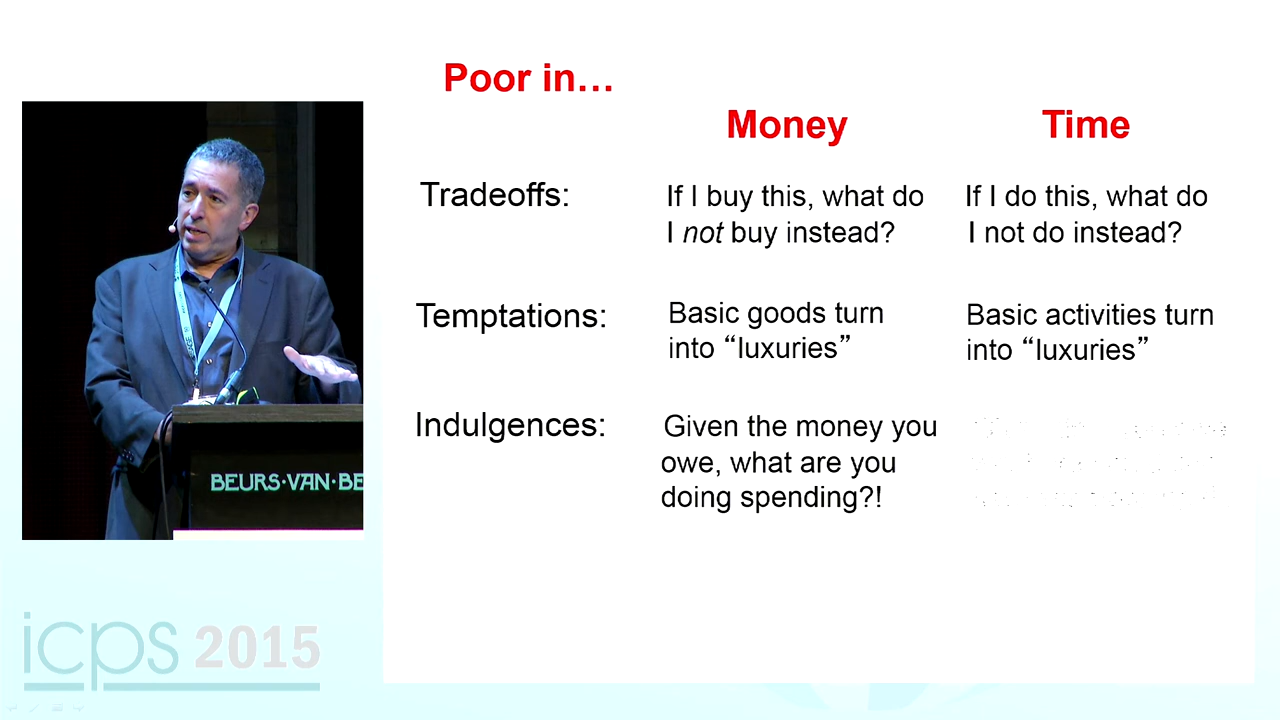 Poor in…
Money
Time
Tradeoffs:
If I buy this, what do
I not buy instead?
If I do this, what do
I not do instead?
Temptations:
Basic goods turn
into “luxuries”
Basic activities turn
into “luxuries”
Indulgences:
Given the money you
owe, what are you
doing spending?!
BEURS·VAN·BE
icps 2015